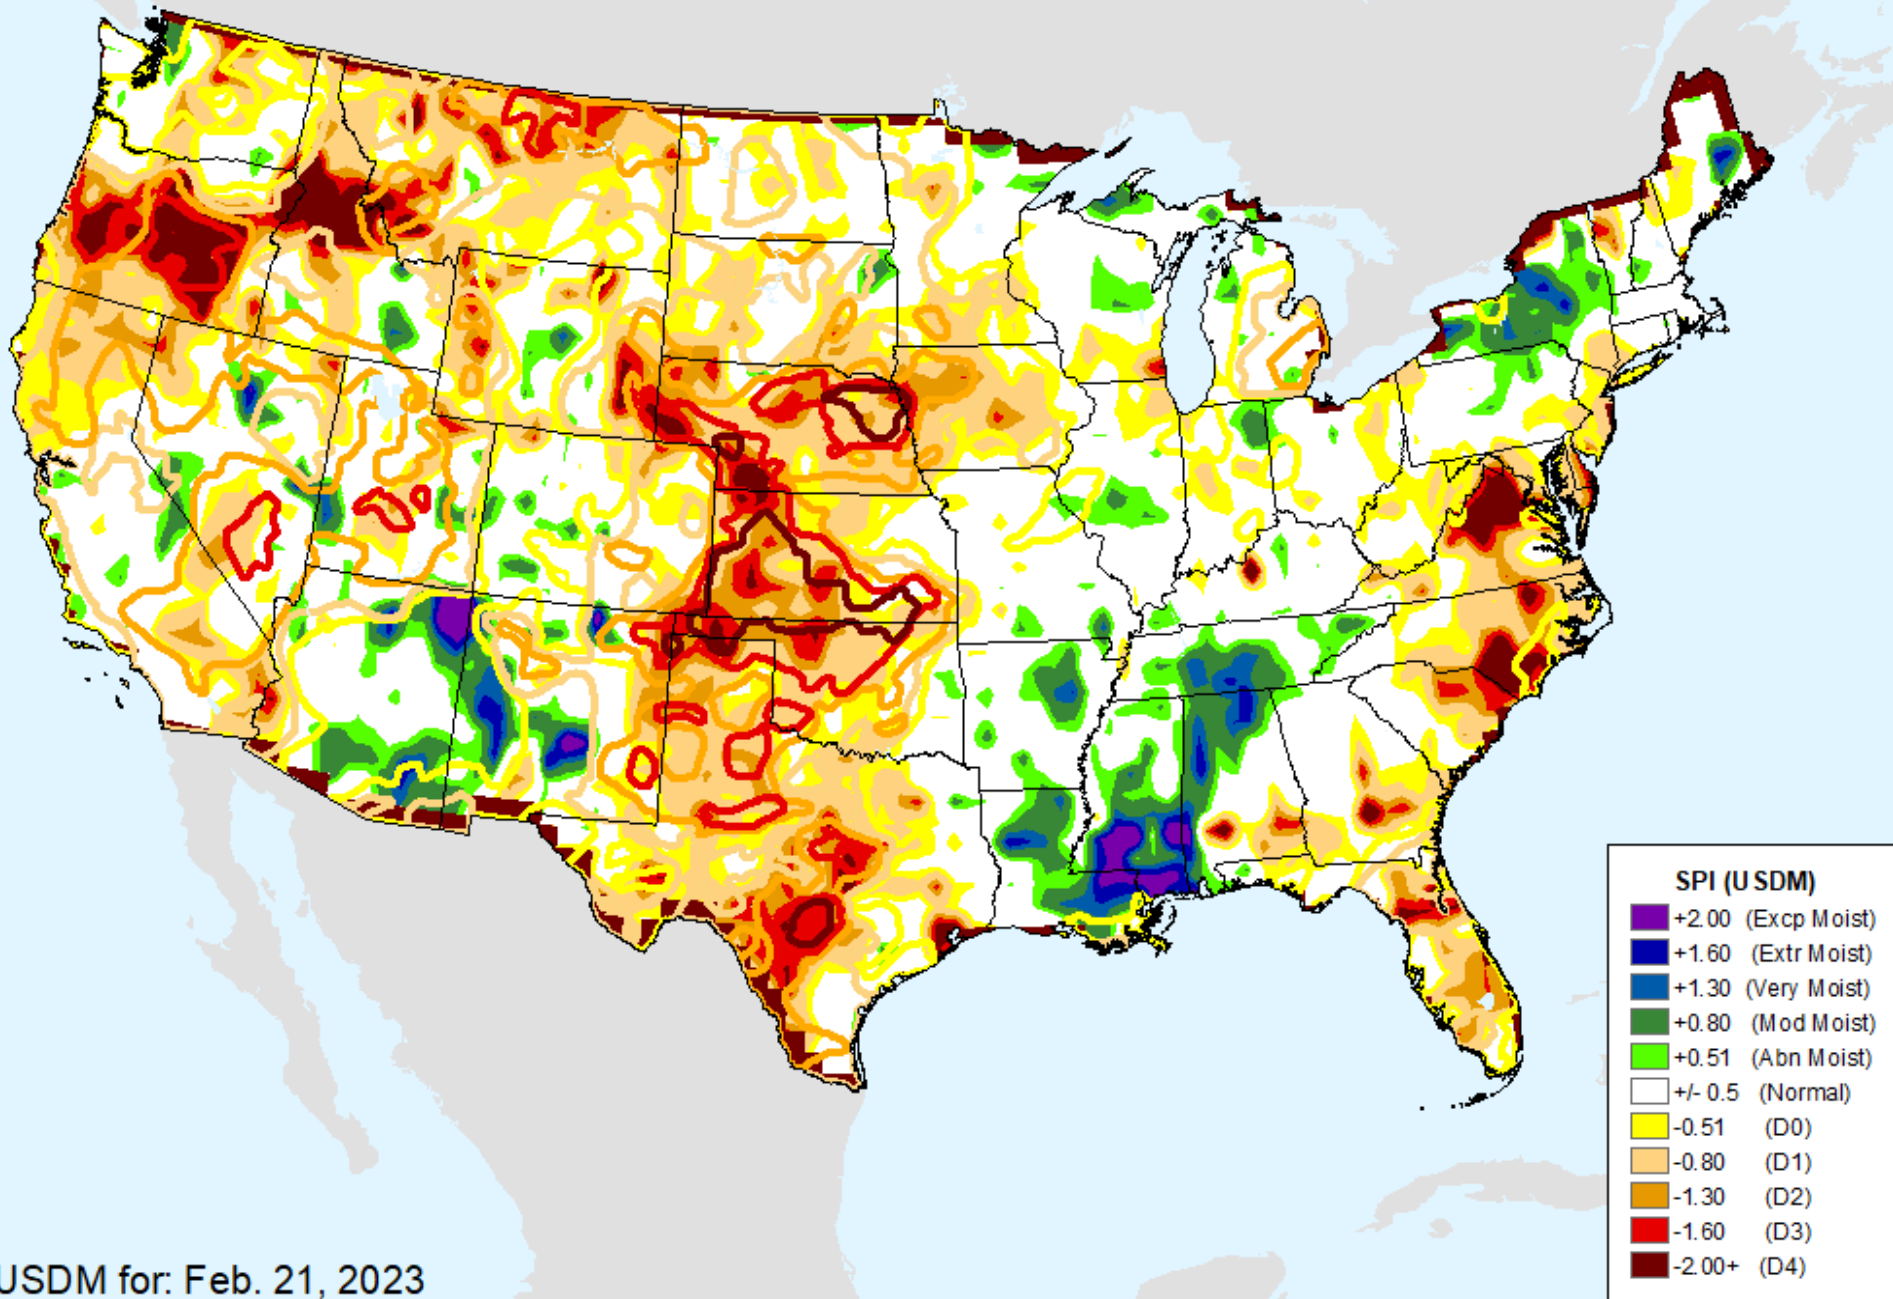 SPI (USDM)
+2.00 (Excp Moist)
+1.60 (Extr Moist)
+1.30 (Very Moist)
+0.80 (Mod Moist)
+0.51 (Abn Moist)
+/- 0.5 (Normal)
-0.51 (D0)
-0.80 (D1)
-1.30 (D2)
-1.60 (D3)
-2.00+ (D4)
USDM for: Feb. 21, 2023